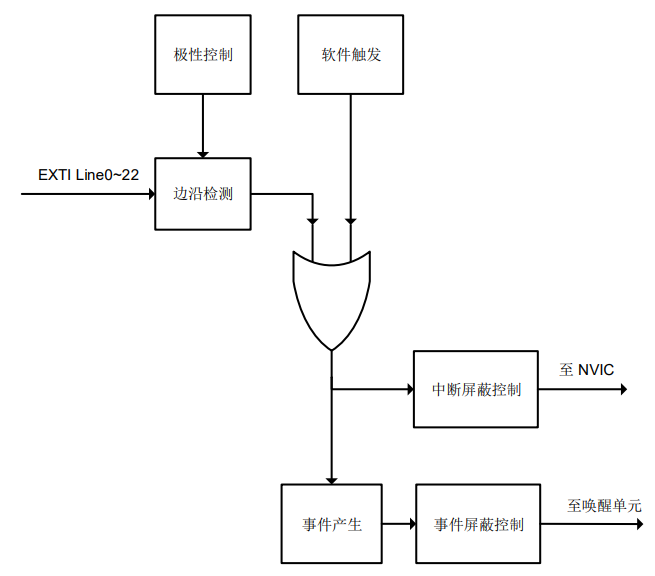 极性控制
软件触发
EXTI Line0~22
边沿检测
至 NVIC
中断屏蔽控制
至唤醒单元
事件产生
事件屏蔽控制